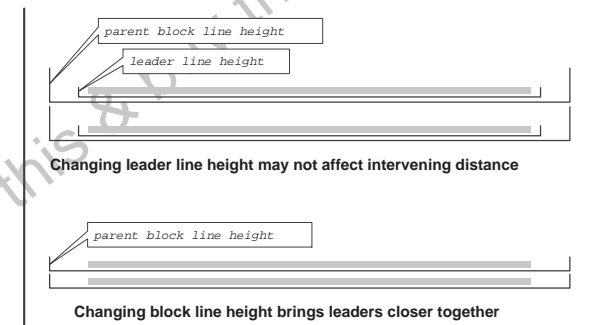 parent block line height
leader line height
Changing leader line height may not affect intervening distance
parent block line height
Changing block line height brings leaders closer together
this & b